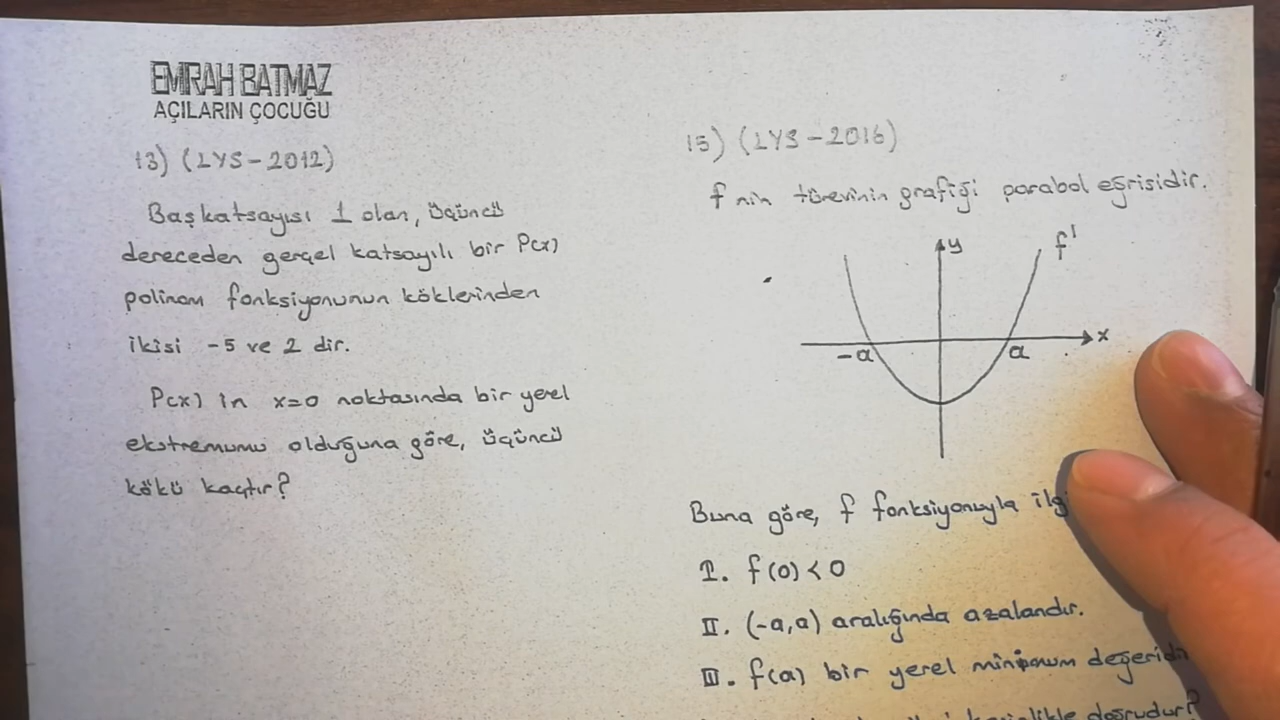 EMRAH BATMAZ
AÇILARIN ÇOCUĞU
13) (LYS-2012)
Başkatsayısı 1 olan, üçüncü
dereceden gerçel katsayılı bir P(x)
polinom fonksiyonunun köklerinden
ikisi -5 ve 2 dir.
P(x) in x=0 noktasında bir yerel
ekstremumu olduğuna göre, üçüncü
kökü kaçtır?
15) (LYS-2016)
f nin türevinin grafiği parabol eğrisidir.
y
f'
x
-a
a
Buna göre, f fonksiyonuyla
I. f(0) < 0
II. (-a,a) aralığında azalandır.
III. f(a) bir yerel minimum
doğrudur?